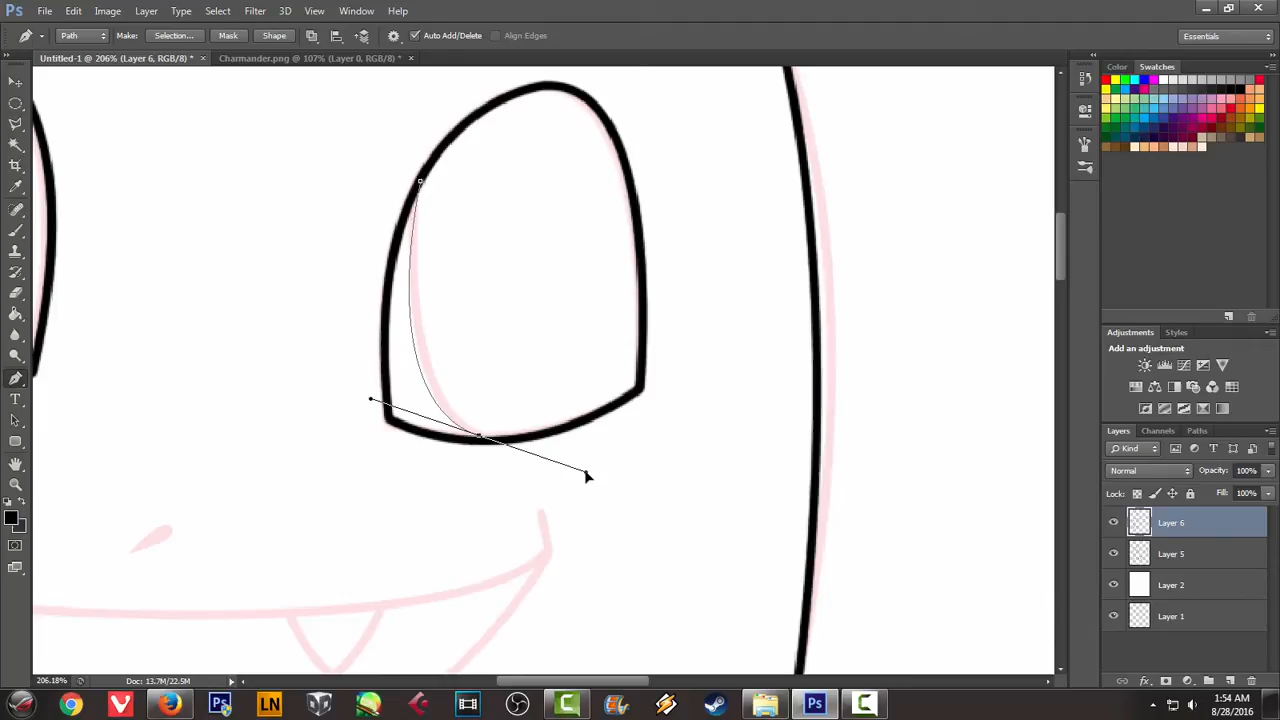 Ps File Edit Image Layer Type Select Filter 3D View Window Help
Path Make: Selection... Mask Shape Auto Add/Delete Align Edges Essentials
Untitled-1 @ 206% (Layer 6, RGB/8) * × Charmander.png @ 107% (Layer 0, RGB/8) * ×
Color Swatches
Adjustments Styles
Add an adjustment
Layers Channels Paths
Kind
Normal Opacity: 100%
Lock: Fill: 100%
Layer 6
Layer 5
Layer 2
Layer 1
206.18% Doc: 13.7M/22.5M
Ps LN Ps 1:54 AM
8/28/2016